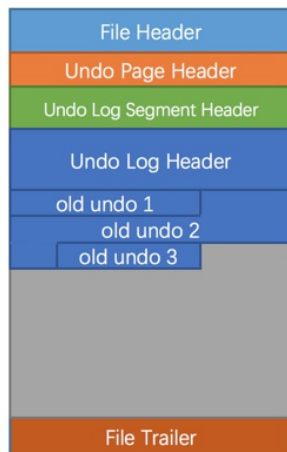 File Header
Undo Page Header
Undo Log Segment Header
Undo Log Header
old undo 1
old undo 2
old undo 3
File Trailer